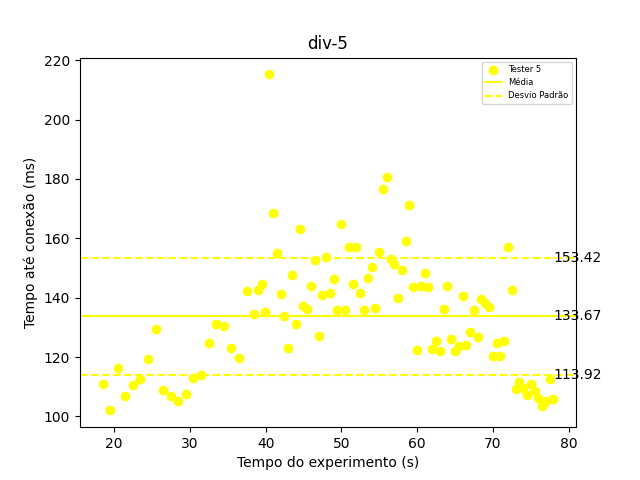 div-5
Tempo até conexão (ms)
220
200
180
160
140
120
100
Tester 5
Média
Desvio Padrão
153.42
133.67
113.92
20 30 40 50 60 70 80
Tempo do experimento (s)